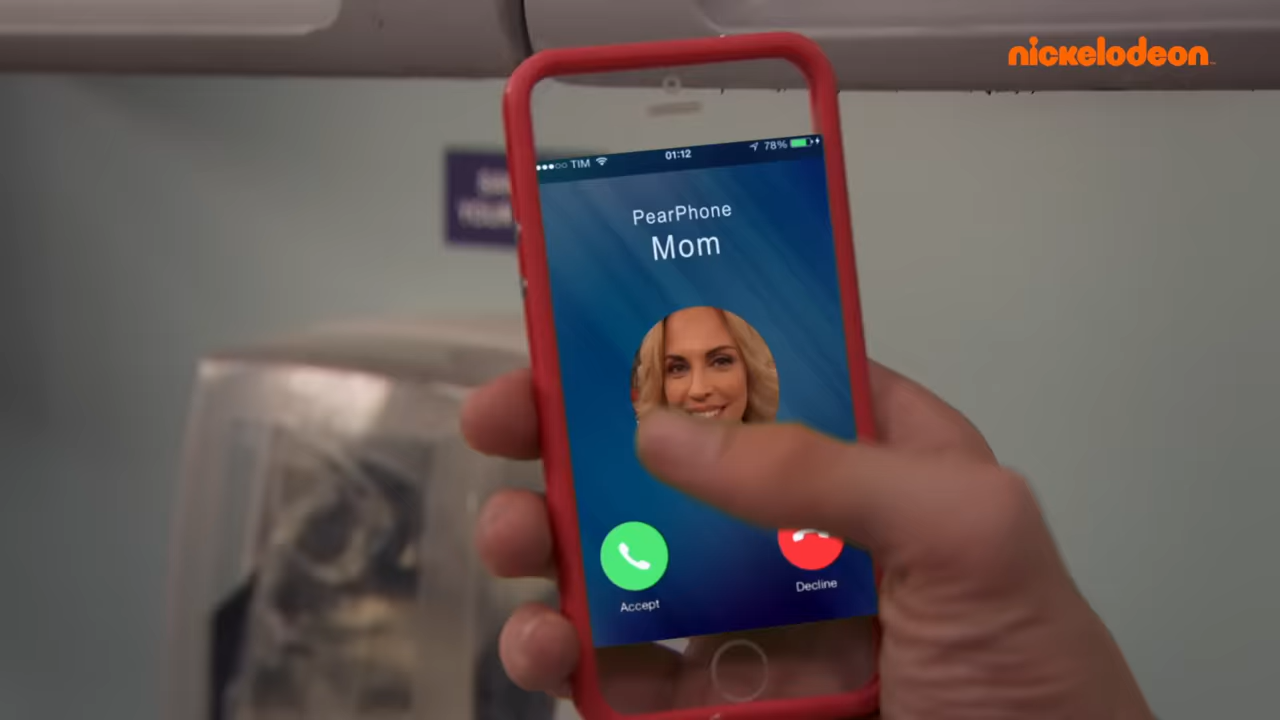 nickelodeon
TIM 01:12 78%
PearPhone
Mom
Accept
Decline